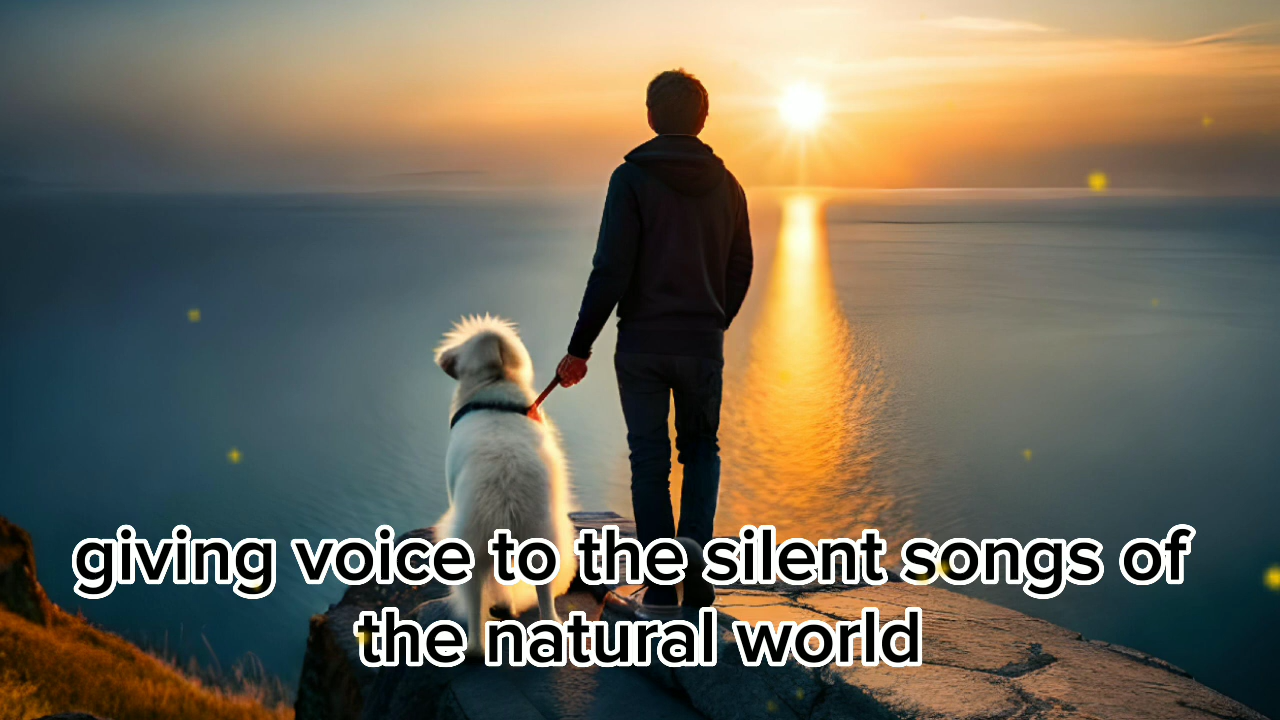 giving voice to the silent songs of
the natural world